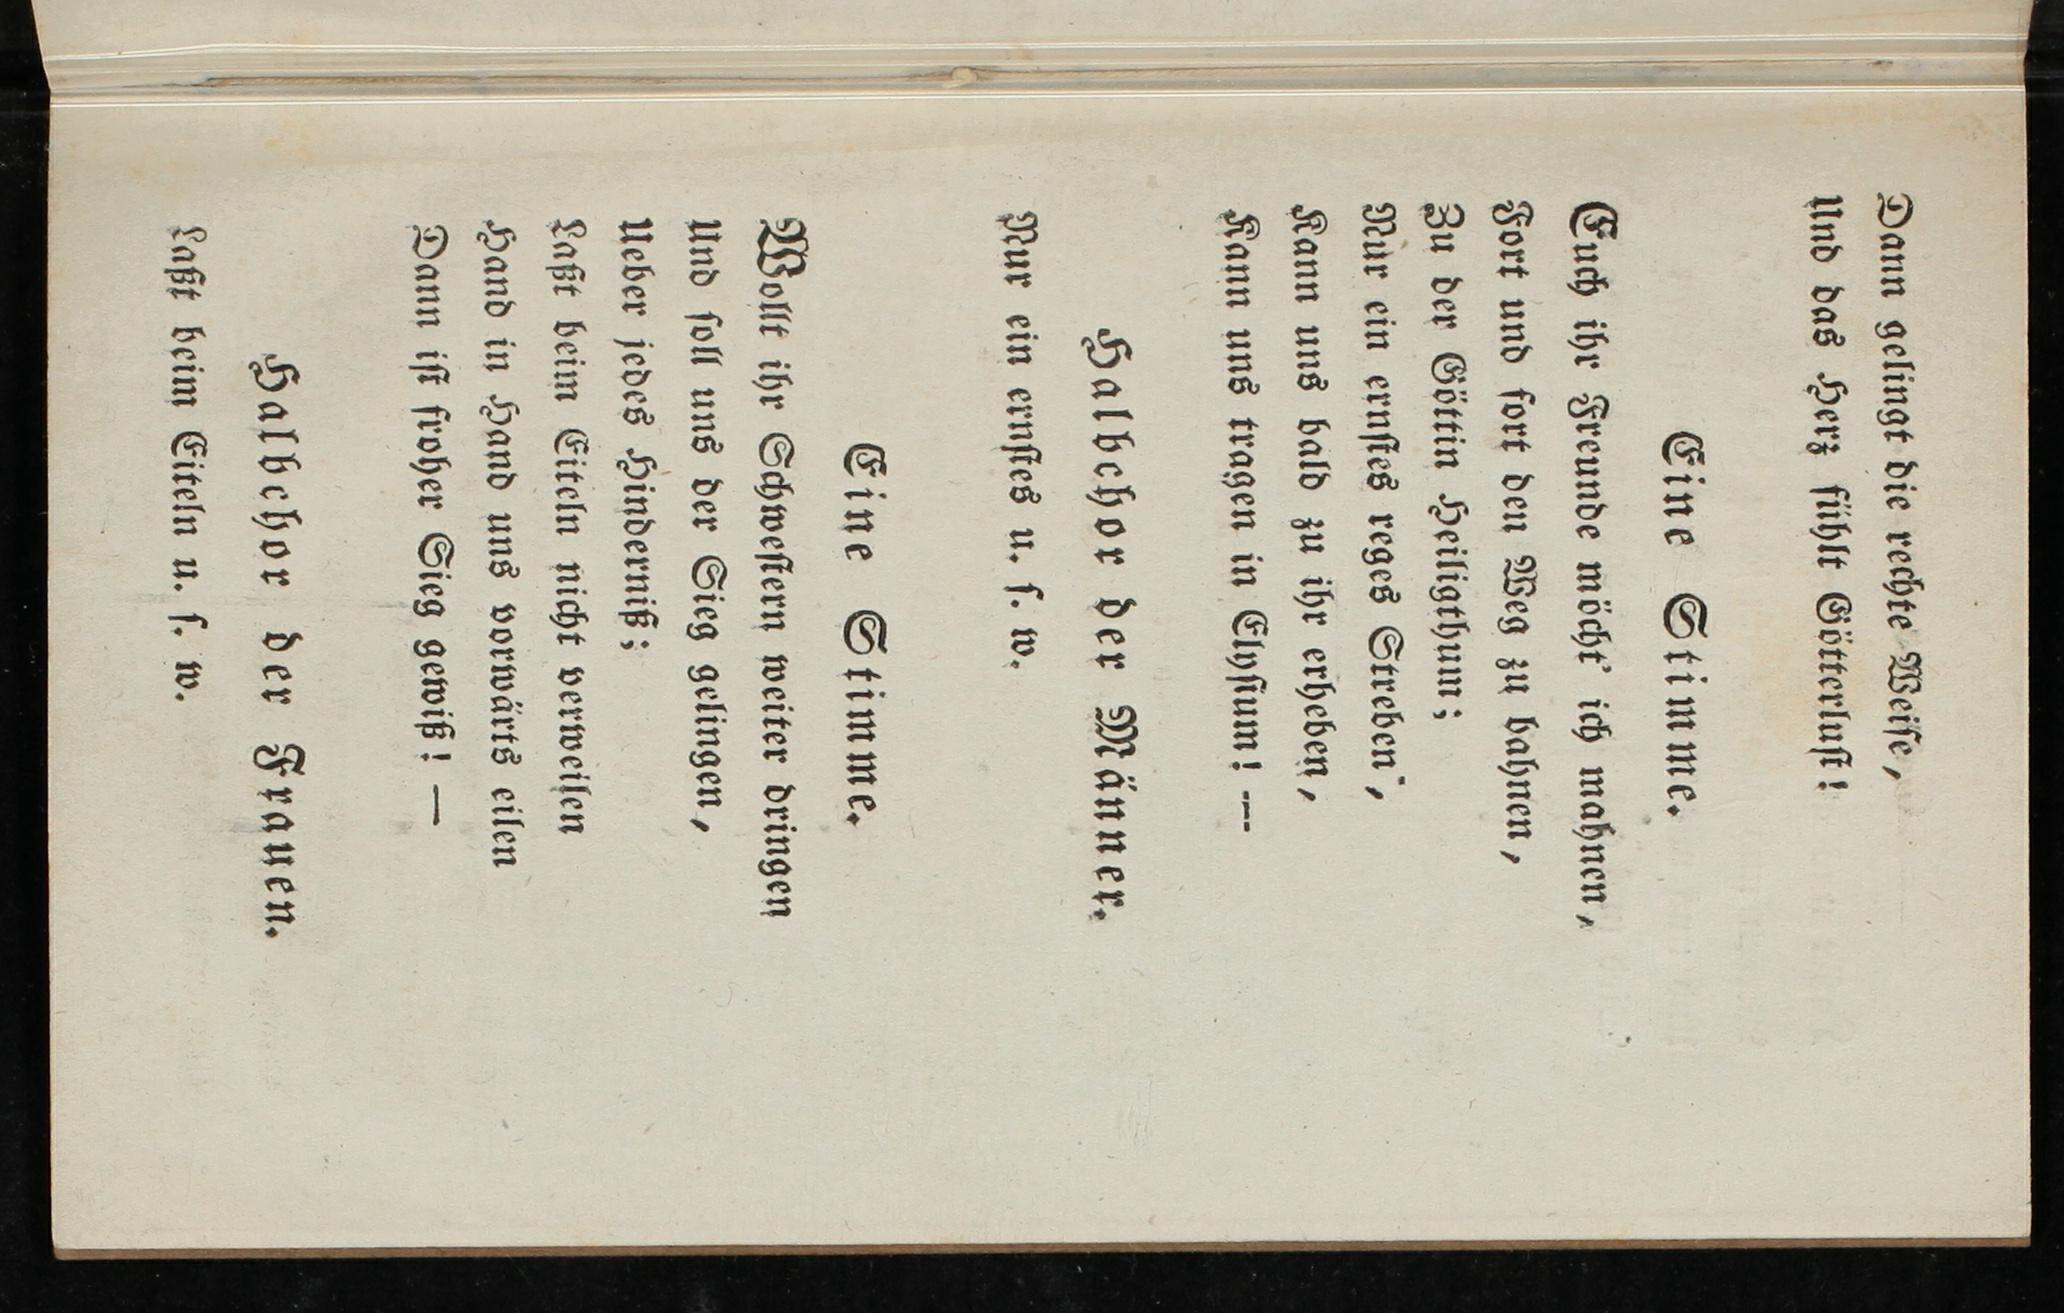 Dann gelingt die rechte Weiſe,
Und das Herz fühlt Götterluſt!
Eine Stimme.
Euch ihr Freunde möcht' ich mahnen,
Fort und fort den Weg zu bahnen,
Zu der Göttin Heiligthum;
Nur ein ernſtes reges Streben,
Kann uns bald zu ihr erheben,
Kann uns tragen in Elyſium! —
Halbchor der Männer.
Nur ein ernſtes u. ſ. w.
Eine Stimme.
Wollt ihr Schweſtern weiter dringen
Und ſoll uns der Sieg gelingen,
Ueber jedes Hinderniß;
Laßt beim Eiteln nicht verweilen
Hand in Hand uns vorwärts eilen
Dann iſt froher Sieg gewiß! —
Halbchor der Frauen.
Laßt beim Eiteln u. ſ. w.